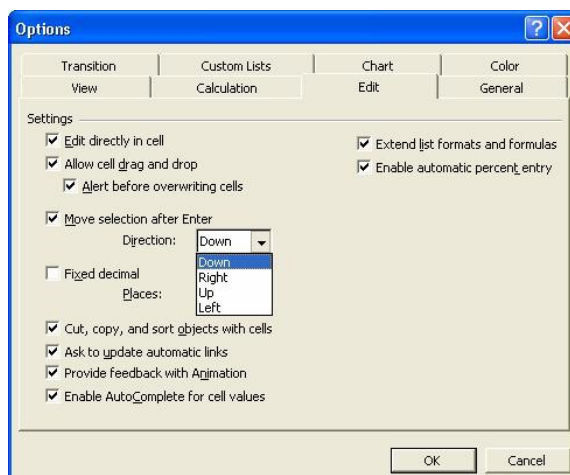 Options
Transition Custom Lists Chart Color
View Calculation Edit General
Settings
Edit directly in cell
Allow cell drag and drop
Alert before overwriting cells
Move selection after Enter
Direction: Down
Down
Right
Up
Left
Fixed decimal
Places:
Cut, copy, and sort objects with cells
Ask to update automatic links
Provide feedback with Animation
Enable AutoComplete for cell values
Extend list formats and formulas
Enable automatic percent entry
OK Cancel